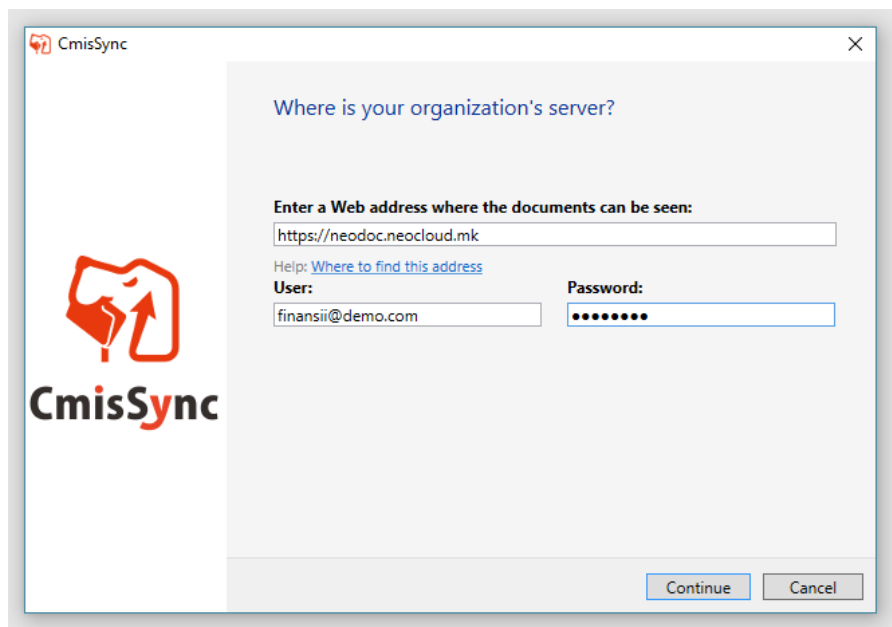 CmisSync
Where is your organization's server?
Enter a Web address where the documents can be seen:
https://neodoc.neocloud.mk
Help: Where to find this address
User: Password:
finansii@demo.com ●●●●●●●●
CmisSync
Continue Cancel